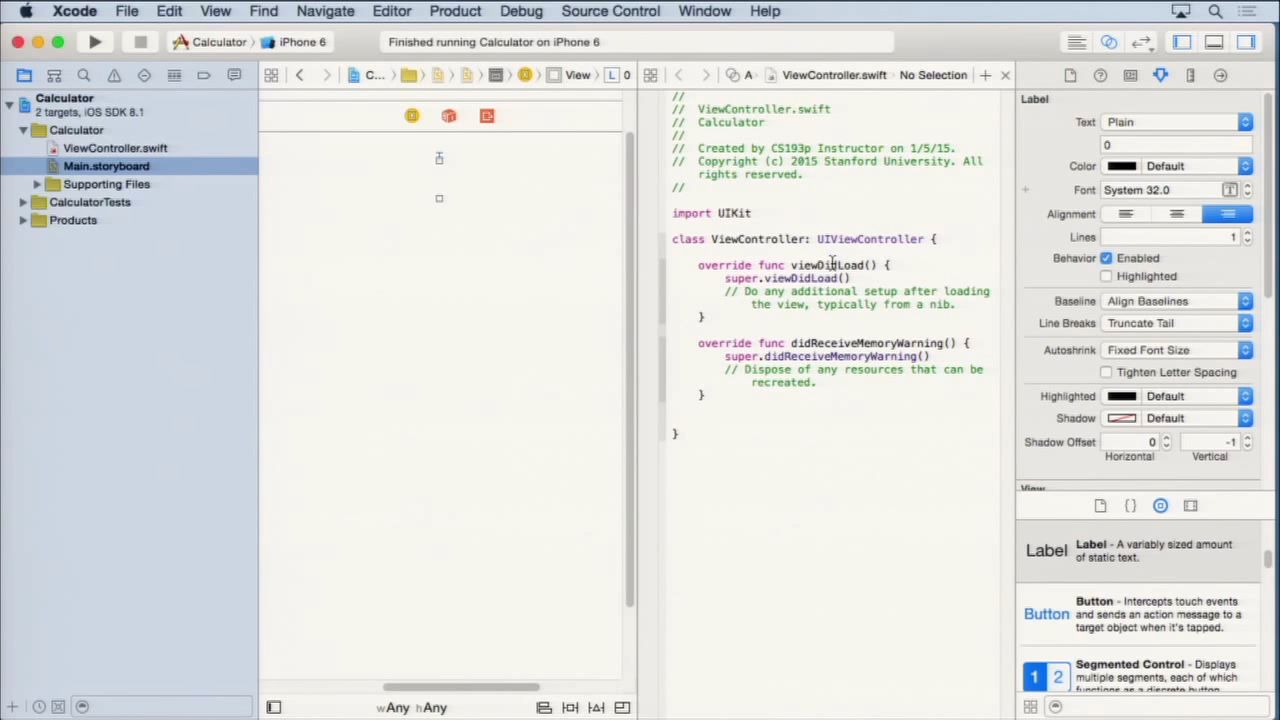 Xcode File Edit View Find Navigate Editor Product Debug Source Control Window Help
Calculator iPhone 6
Finished running Calculator on iPhone 6
C... View L 0
A ViewController.swift No Selection
Calculator
2 targets, iOS SDK 8.1
Calculator
ViewController.swift
Main.storyboard
Supporting Files
CalculatorTests
Products
wAny hAny
//
// ViewController.swift
// Calculator
//
// Created by CS193p Instructor on 1/5/15.
// Copyright (c) 2015 Stanford University. All
rights reserved.
//
import UIKit
class ViewController: UIViewController {
override func viewDidLoad() {
super.viewDidLoad()
// Do any additional setup after loading
the view, typically from a nib.
}
override func didReceiveMemoryWarning() {
super.didReceiveMemoryWarning()
// Dispose of any resources that can be
recreated.
}
}
Label
Text Plain
0
Color Default
Font System 32.0 T
Alignment
Lines 1
Behavior Enabled
Highlighted
Baseline Align Baselines
Line Breaks Truncate Tail
Autoshrink Fixed Font Size
Tighten Letter Spacing
Highlighted Default
Shadow Default
Shadow Offset 0 -1
Horizontal Vertical
View
{}
Label Label - A variably sized amount
of static text.
Button Button - Intercepts touch events
and sends an action message to a
target object when it's tapped.
1 2 Segmented Control - Displays
multiple segments, each of which
functions as a discrete button.